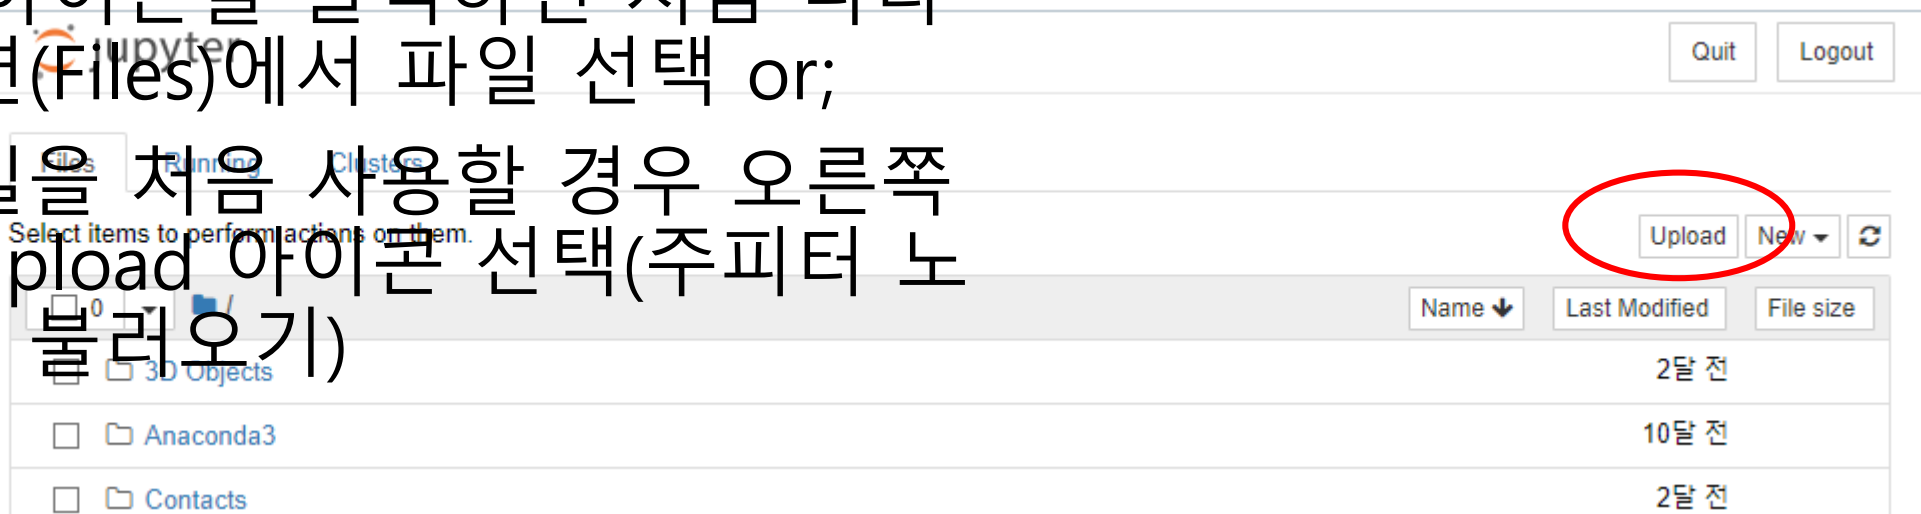 jupyter
Quit
Logout
(Files)에서 파일 선택 or;
Files
Running
Clusters
을 처음 사용할 경우 오른쪽
Select items to perform actions on them.
Upload
New
pload 아이콘 선택(주피터 노
0
/
Name
Last Modified
File size
불러오기)
3D Objects
2달 전
Anaconda3
10달 전
Contacts
2달 전